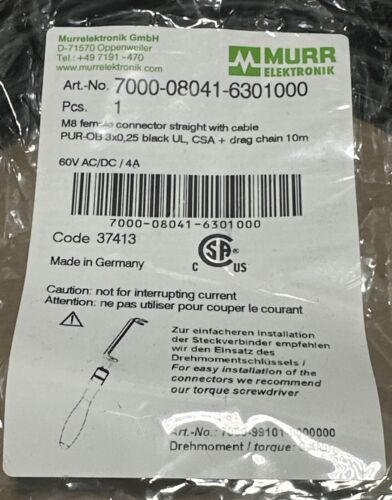 Murrelektronik GmbH
D-71570 Oppenweiler
Tel.: +49 7191 -470
www.murrelektronik.com
MURR
ELEKTRONIK
Art.-No. 7000-08041-6301000
Pcs. 1
M8 female connector straight with cable
PUR-OB 3x0,25 black UL, CSA + drag chain 10m
60V AC/DC / 4A
7000-08041-6301000
Code 37413
Made in Germany
C US
Caution: not for interrupting current
Attention: ne pas utiliser pour couper le courant
Zur einfacheren Installation
der Steckverbinder empfehlen
wir den Einsatz des
Drehmomentschlüssels /
For easy installation of the
connectors we recommend
our torque screwdriver
Art.-No.:
Drehmoment / torque: